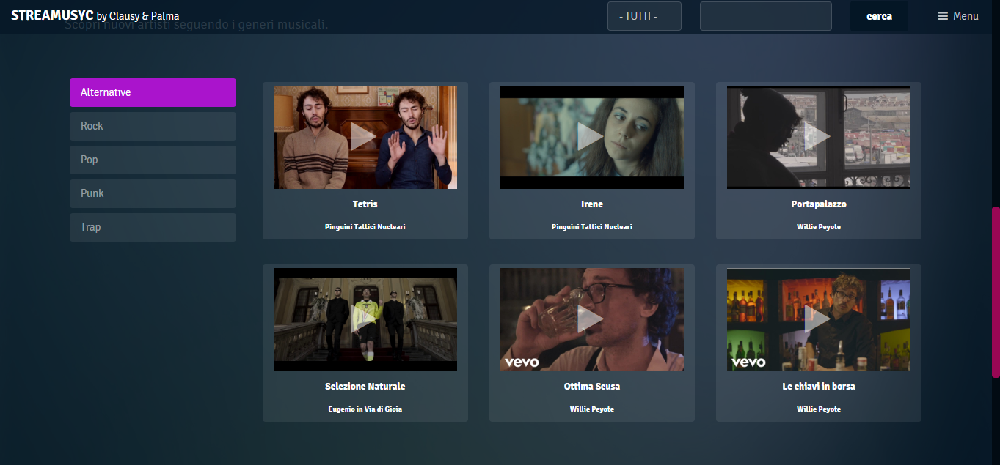 STREAMUSYC by Clausy & Palma
- TUTTI -
cerca
Menu
Scopri nuovi artisti seguendo i generi musicali.
Alternative
Rock
Pop
Punk
Trap
Tetris
Pinguini Tattici Nucleari
Irene
Pinguini Tattici Nucleari
Portapalazzo
Willie Peyote
Selezione Naturale
Eugenio in Via di Gioia
vevo
Ottima Scusa
Willie Peyote
vevo
Le chiavi in borsa
Willie Peyote